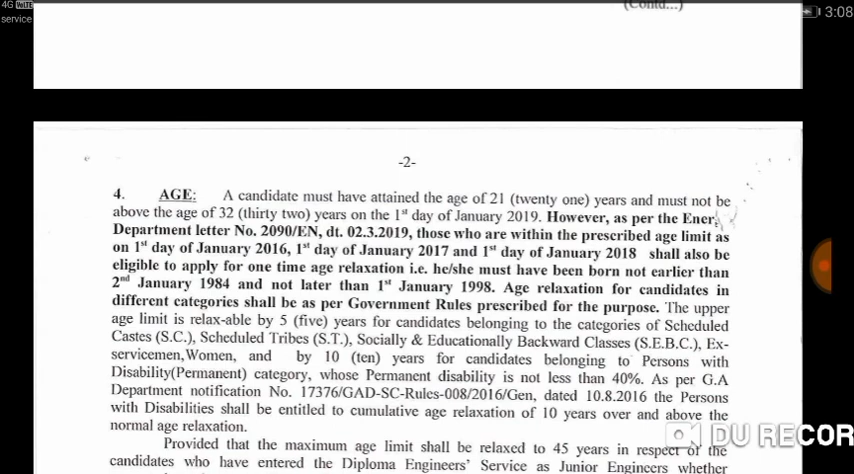 4G VoLTE
service
3:08
(Contd...)
-2-
4. AGE: A candidate must have attained the age of 21 (twenty one) years and must not be
above the age of 32 (thirty two) years on the 1st day of January 2019. However, as per the Ener
Department letter No. 2090/EN, dt. 02.3.2019, those who are within the prescribed age limit as
on 1st day of January 2016, 1st day of January 2017 and 1st day of January 2018 shall also be
eligible to apply for one time age relaxation i.e. he/she must have been born not earlier than
2nd January 1984 and not later than 1st January 1998. Age relaxation for candidates in
different categories shall be as per Government Rules prescribed for the purpose. The upper
age limit is relax-able by 5 (five) years for candidates belonging to the categories of Scheduled
Castes (S.C.), Scheduled Tribes (S.T.), Socially & Educationally Backward Classes (S.E.B.C.), Ex-
servicemen, Women, and by 10 (ten) years for candidates belonging to Persons with
Disability(Permanent) category, whose Permanent disability is not less than 40%. As per G.A
Department notification No. 17376/GAD-SC-Rules-008/2016/Gen, dated 10.8.2016 the Persons
with Disabilities shall be entitled to cumulative age relaxation of 10 years over and above the
normal age relaxation.
Provided that the maximum age limit shall be relaxed to 45 years in respect of the
candidates who have entered the Diploma Engineers' Service as Junior Engineers whether
DU RECOR